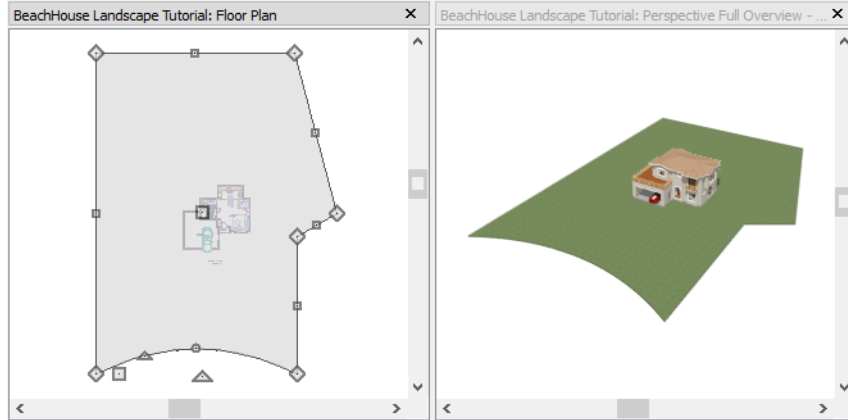 BeachHouse Landscape Tutorial: Floor Plan
BeachHouse Landscape Tutorial: Perspective Full Overview - ...